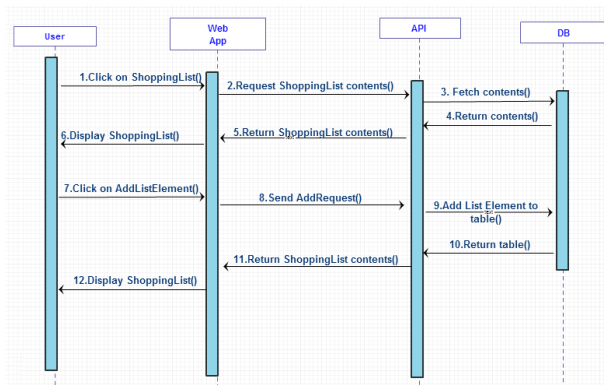 User
Web
App
API
DB
1.Click on ShoppingList()
2.Request ShoppingList contents()
3. Fetch contents()
4.Return contents()
5.Return ShoppingList contents()
6.Display ShoppingList()
7.Click on AddListElement()
8.Send AddRequest()
9.Add List Element to
table()
10.Return table()
11.Return ShoppingList contents()
12.Display ShoppingList()